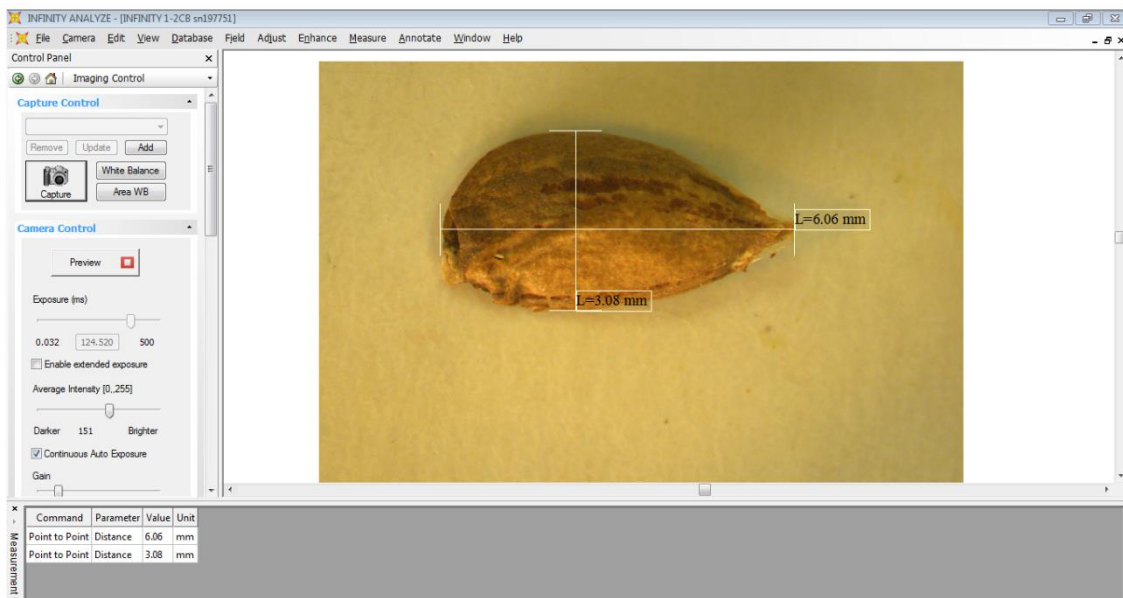 INFINITY ANALYZE - [INFINITY 1-2CB sn197751]
File Camera Edit View Database Field Adjust Enhance Measure Annotate Window Help
Control Panel
Imaging Control
Capture Control
Remove Update Add
Capture
White Balance
Area WB
Camera Control
Preview
Exposure (ms)
0.032 124.520 500
Enable extended exposure
Average Intensity [0,,255]
Darker 151 Brighter
Continuous Auto Exposure
Gain
L=6.06 mm
L=3.08 mm
Measurement
Command Parameter Value Unit
Point to Point Distance 6.06 mm
Point to Point Distance 3.08 mm